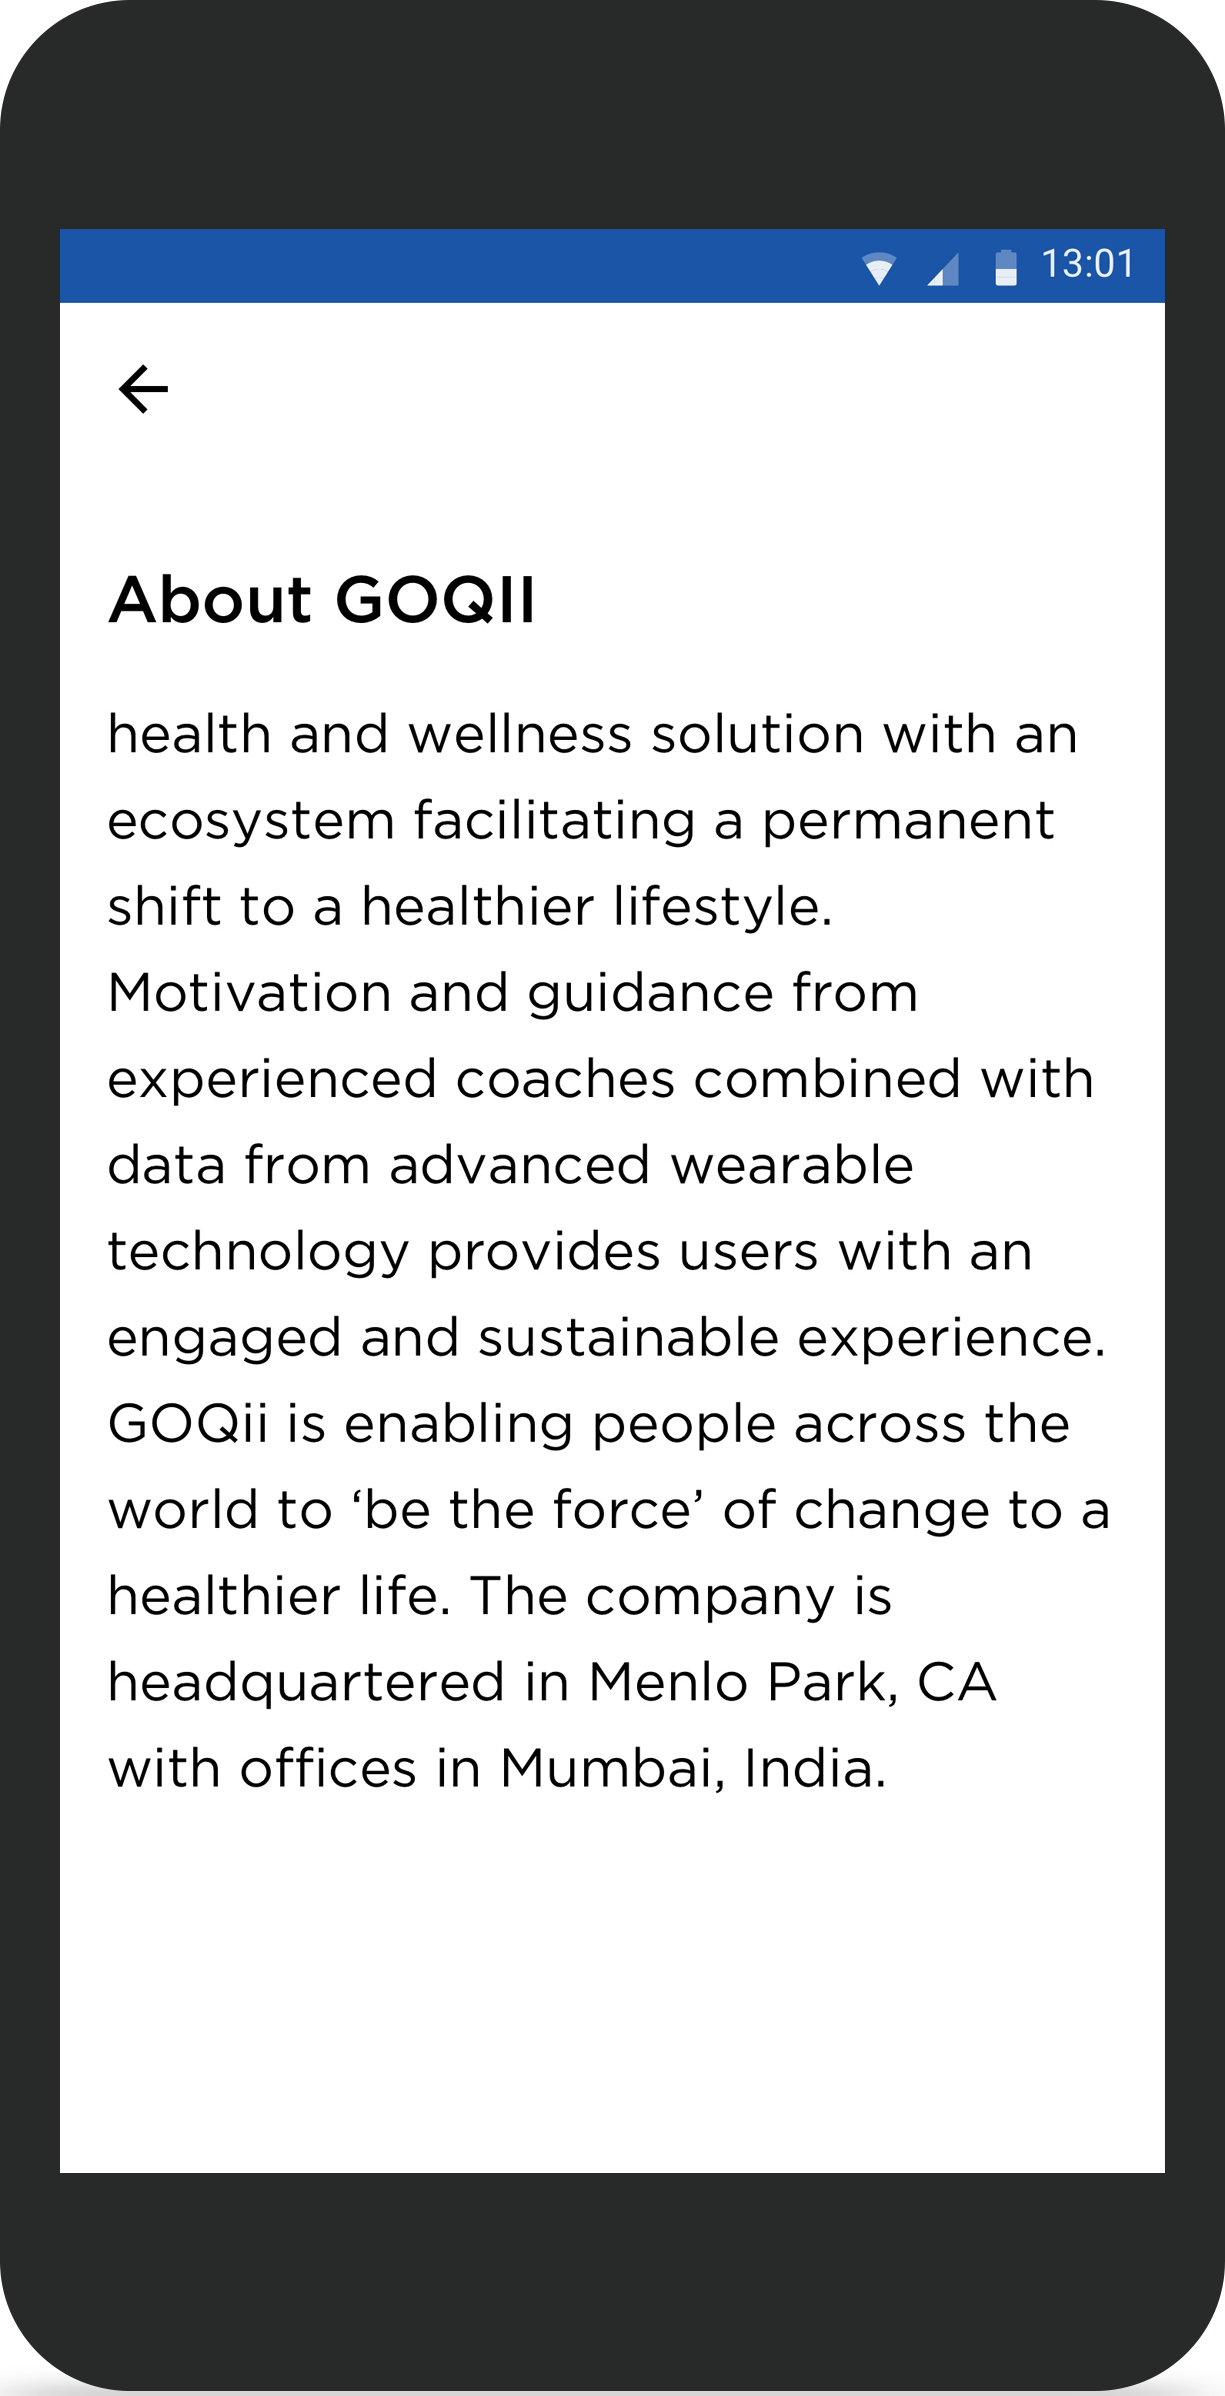 13:01
About GOQII
health and wellness solution with an
ecosystem facilitating a permanent
shift to a healthier lifestyle.
Motivation and guidance from
experienced coaches combined with
data from advanced wearable
technology provides users with an
engaged and sustainable experience.
GOQii is enabling people across the
world to ‘be the force’ of change to a
healthier life. The company is
headquartered in Menlo Park, CA
with offices in Mumbai, India.